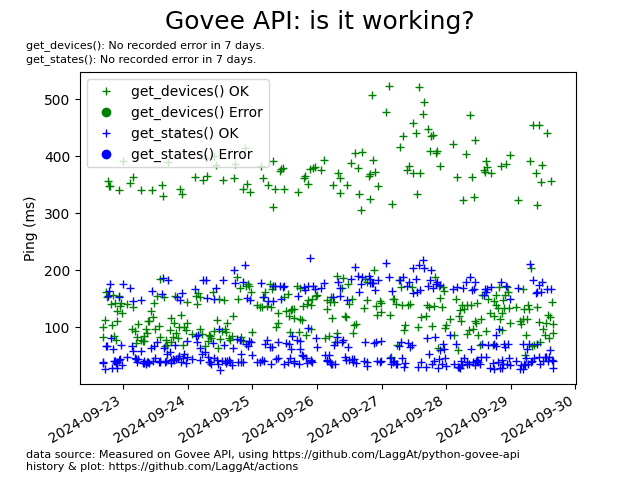 Govee API: is it working?
get_devices(): No recorded error in 7 days.
get_states(): No recorded error in 7 days.
get_devices() OK
get_devices() Error
get_states() OK
get_states() Error
500
400
300
200
100
Ping (ms)
2024-09-23
2024-09-24
2024-09-25
2024-09-26
2024-09-27
2024-09-28
2024-09-29
2024-09-30
data source: Measured on Govee API, using https://github.com/LaggAt/python-govee-api
history & plot: https://github.com/LaggAt/actions